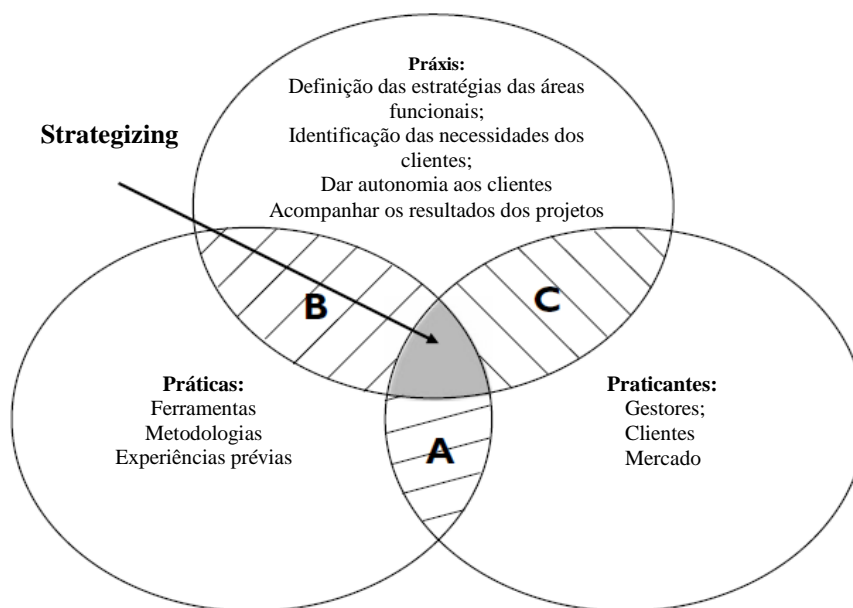 Práxis:
Definição das estratégias das áreas
funcionais;
Identificação das necessidades dos
clientes;
Dar autonomia aos clientes
Acompanhar os resultados dos projetos
Strategizing
B
C
Práticas:
Ferramentas
Metodologias
Experiências prévias
Praticantes:
Gestores;
Clientes
Mercado
A